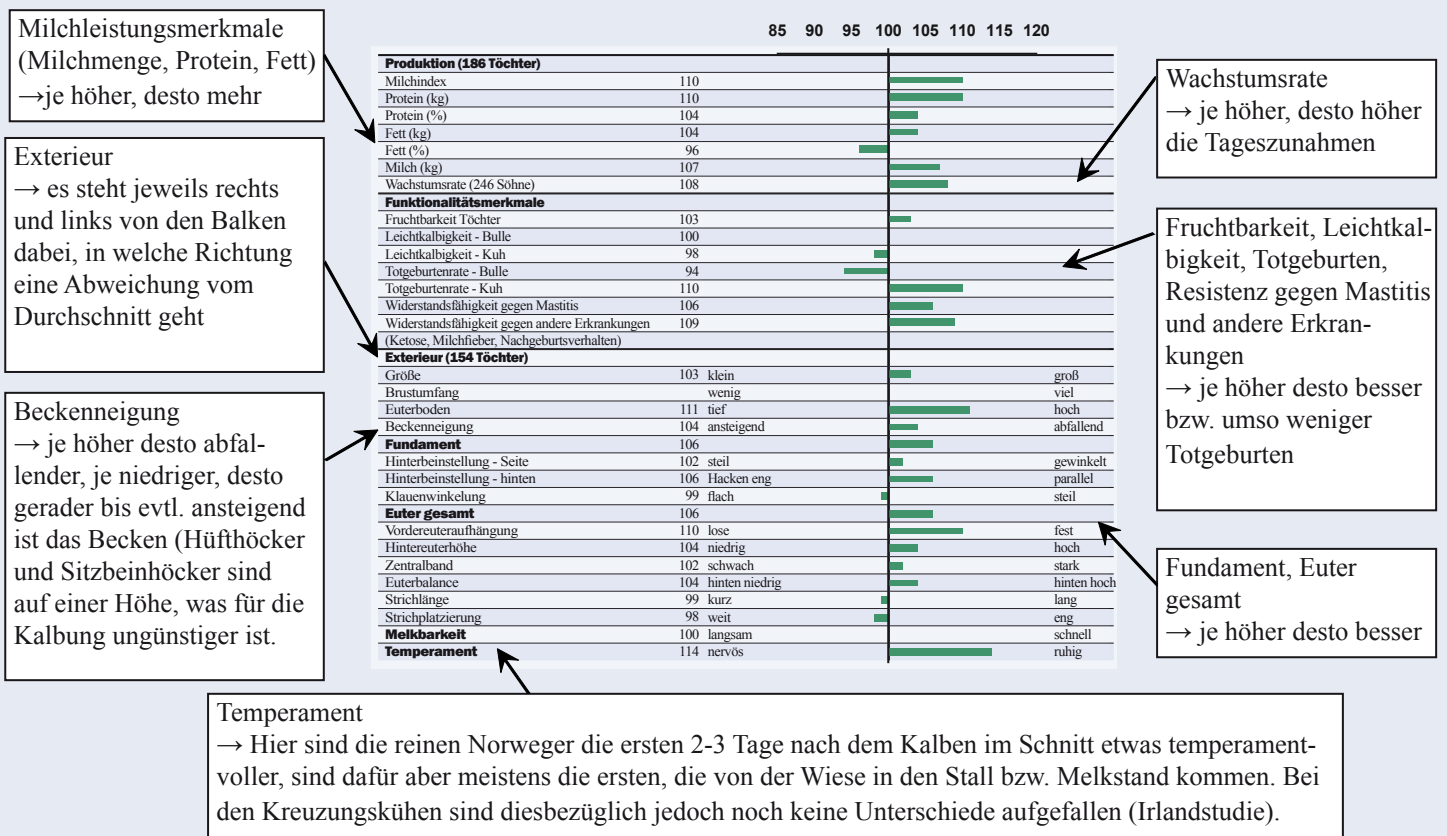 Milchleistungsmerkmale
(Milchmenge, Protein, Fett)
→je höher, desto mehr
Exterieur
→ es steht jeweils rechts
und links von den Balken
dabei, in welche Richtung
eine Abweichung vom
Durchschnitt geht
Beckenneigung
→ je höher desto abfal-
lender, je niedriger, desto
gerader bis evtl. ansteigend
ist das Becken (Hüfthöcker
und Sitzbeinhöcker sind
auf einer Höhe, was für die
Kalbung ungünstiger ist.
85 90 95 100 105 110 115 120
Produktion (186 Töchter)
Milchindex 110
Protein (kg) 110
Protein (%) 104
Fett (kg) 104
Fett (%) 96
Milch (kg) 107
Wachstumsrate (246 Söhne) 108
Funktionalitätsmerkmale
Fruchtbarkeit Töchter 103
Leichtkalbigkeit - Bulle 100
Leichtkalbigkeit - Kuh 98
Totgeburtenrate - Bulle 94
Totgeburtenrate - Kuh 110
Widerstandsfähigkeit gegen Mastitis 106
Widerstandsfähigkeit gegen andere Erkrankungen 109
(Ketose, Milchfieber, Nachgeburtsverhalten)
Exterieur (154 Töchter)
Größe 103 klein groß
Brustumfang wenig viel
Euterboden 111 tief hoch
Beckenneigung 104 ansteigend abfallend
Fundament 106
Hinterbeinstellung - Seite 102 steil gewinkelt
Hinterbeinstellung - hinten 106 Hacken eng parallel
Klauenwinkelung 99 flach steil
Euter gesamt 106
Vordereuteraufhängung 110 lose fest
Hintereuterhöhe 104 niedrig hoch
Zentralband 102 schwach stark
Euterbalance 104 hinten niedrig hinten hoch
Strichlänge 99 kurz lang
Strichplatzierung 98 weit eng
Melkbarkeit 100 langsam schnell
Temperament 114 nervös ruhig
Wachstumsrate
→ je höher, desto höher
die Tageszunahmen
Fruchtbarkeit, Leichtkal-
bigkeit, Totgeburten,
Resistenz gegen Mastitis
und andere Erkran-
kungen
→ je höher desto besser
bzw. umso weniger
Totgeburten
Fundament, Euter
gesamt
→ je höher desto besser
Temperament
→ Hier sind die reinen Norweger die ersten 2-3 Tage nach dem Kalben im Schnitt etwas temperament-
voller, sind dafür aber meistens die ersten, die von der Wiese in den Stall bzw. Melkstand kommen. Bei
den Kreuzungskühen sind diesbezüglich jedoch noch keine Unterschiede aufgefallen (Irlandstudie).